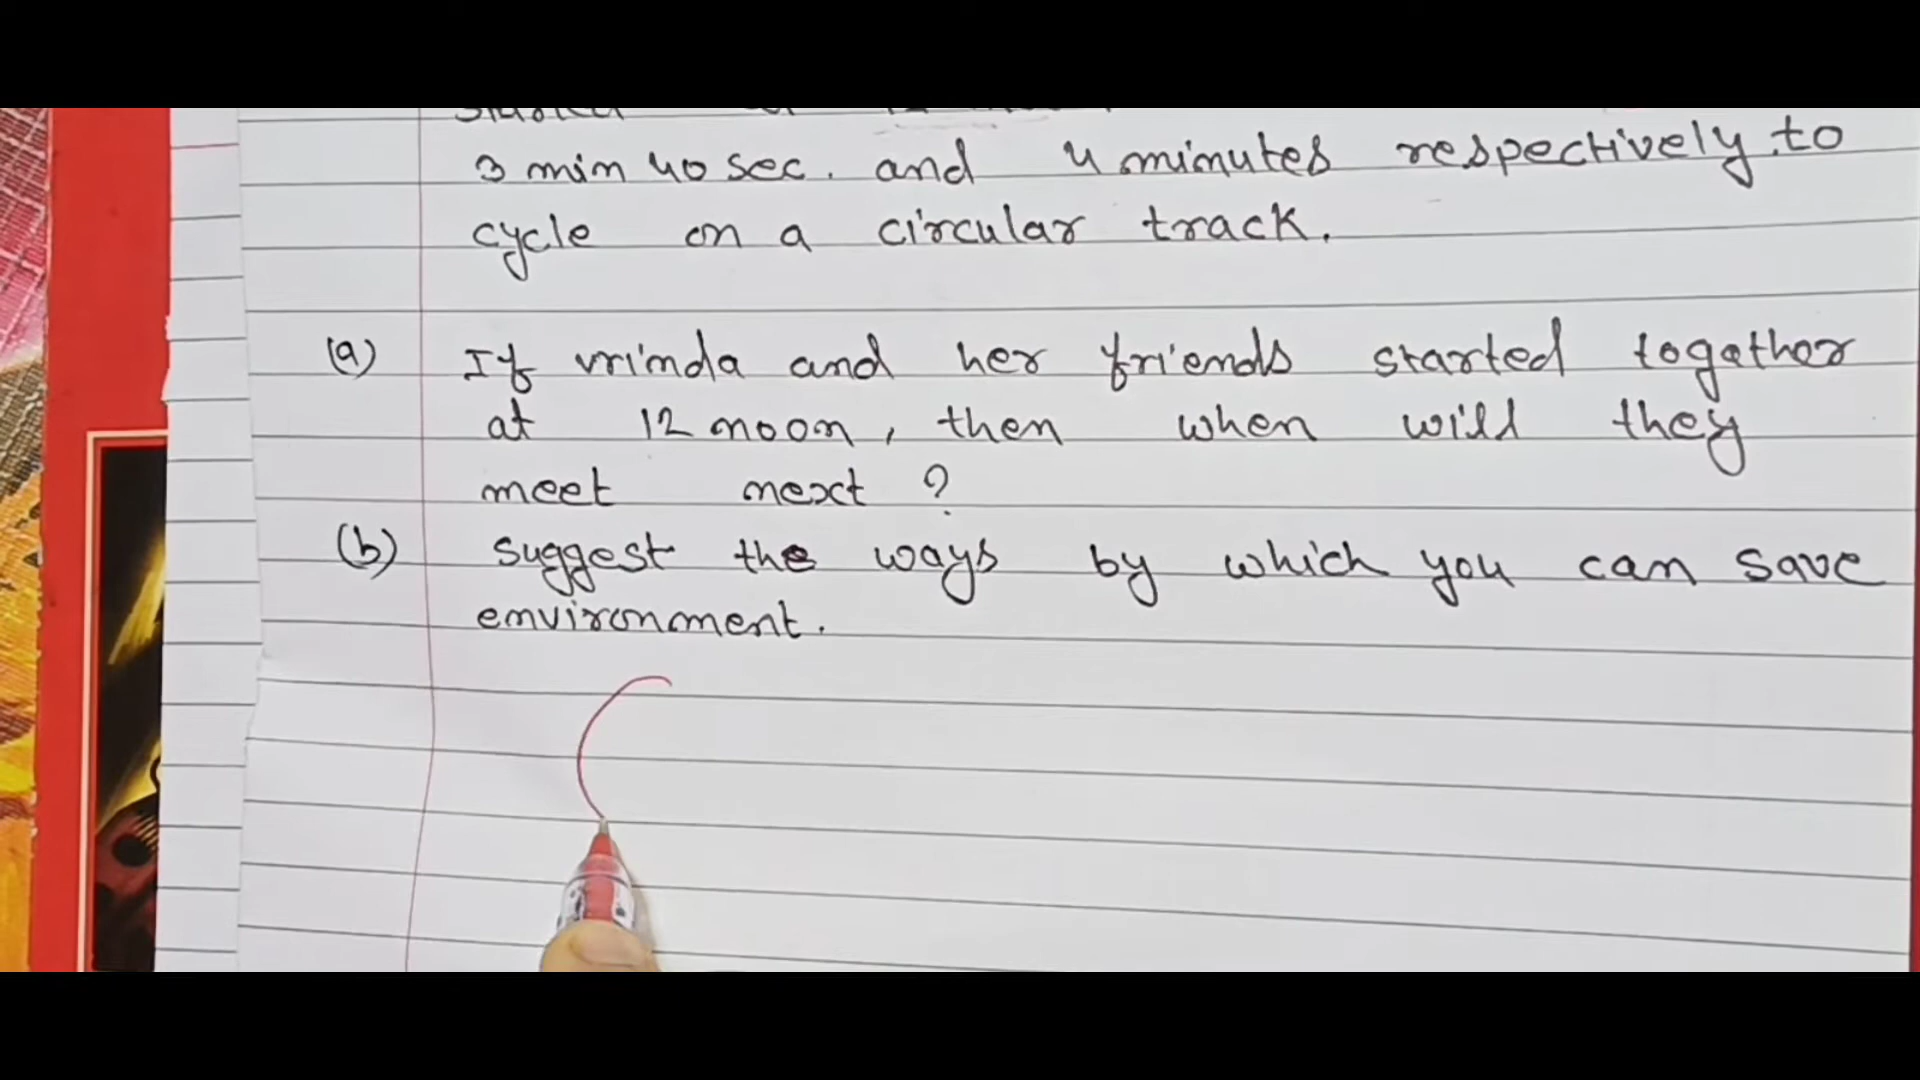 3 min 40 sec. and 4 minutes respectively to
cycle on a circular track.
(a) If vrinda and her friends started together
at 12 noon, then when will they
meet next ?
(b) suggest the ways by which you can save
environment.